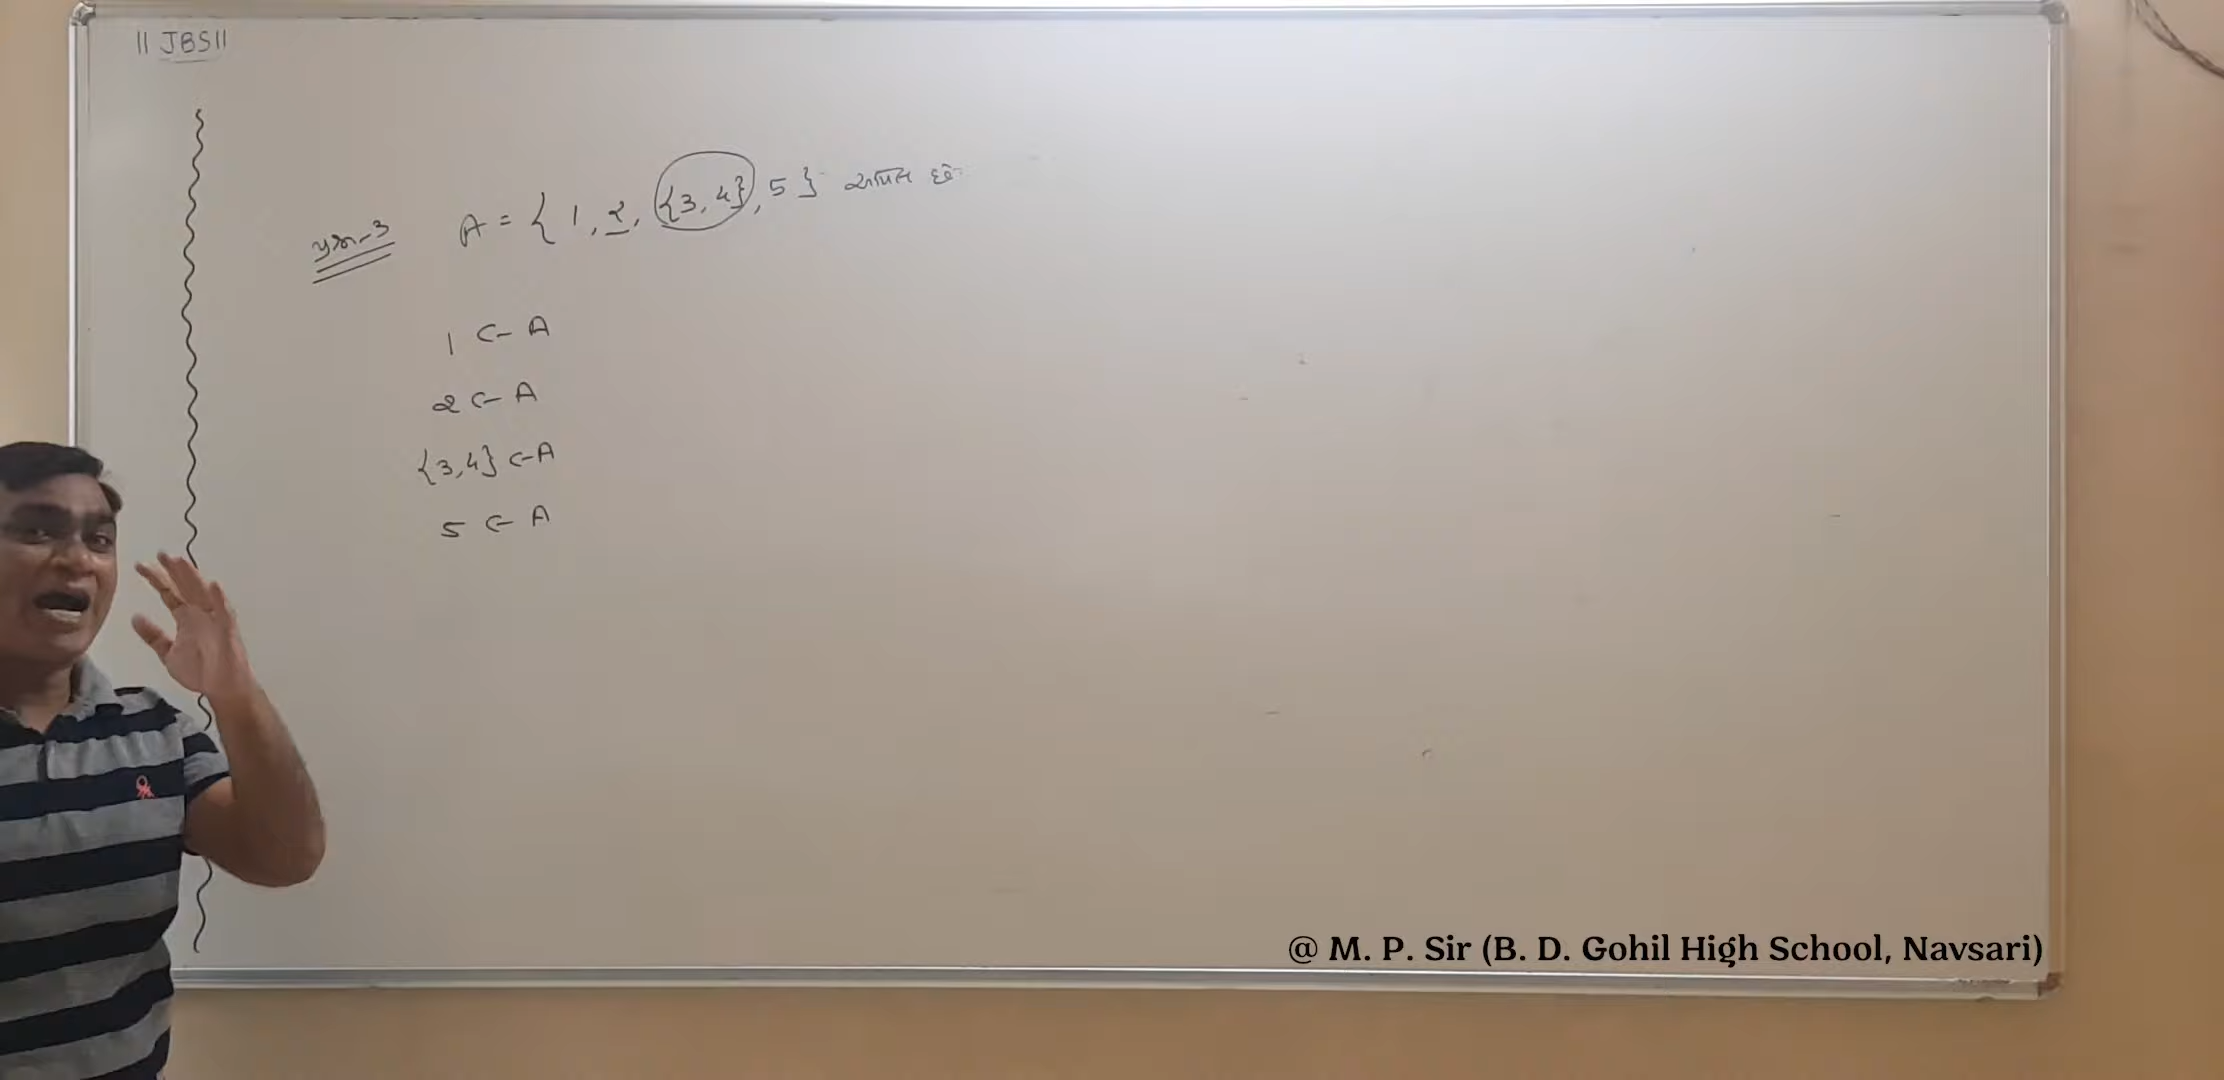 || JBS ||
પ્રશ્ન-3 A = { 1, 2, {3, 4}, 5 } આપેલ છે.
1 ∈ A
2 ∈ A
{3,4} ∈ A
5 ∈ A
@ M. P. Sir (B. D. Gohil High School, Navsari)